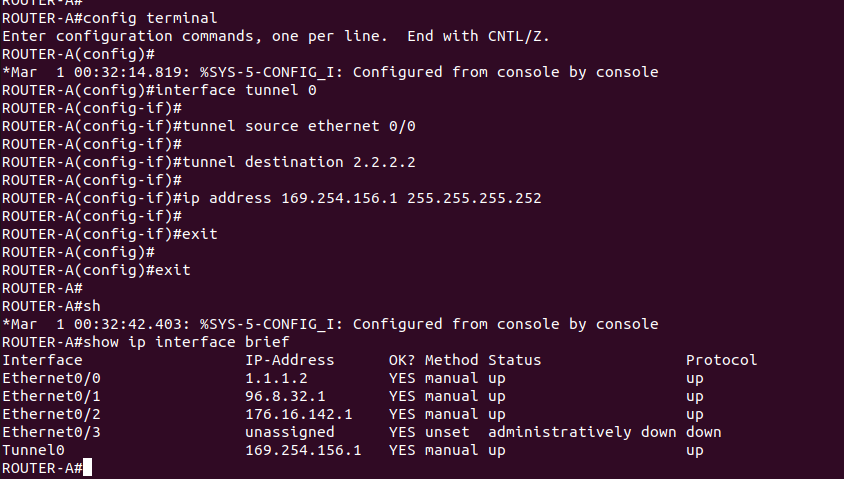 ROUTER-A#
ROUTER-A#config terminal
Enter configuration commands, one per line.  End with CNTL/Z.
ROUTER-A(config)#
*Mar  1 00:32:14.819: %SYS-5-CONFIG_I: Configured from console by console
ROUTER-A(config)#interface tunnel 0
ROUTER-A(config-if)#
ROUTER-A(config-if)#tunnel source ethernet 0/0
ROUTER-A(config-if)#
ROUTER-A(config-if)#tunnel destination 2.2.2.2
ROUTER-A(config-if)#
ROUTER-A(config-if)#ip address 169.254.156.1 255.255.255.252
ROUTER-A(config-if)#
ROUTER-A(config-if)#exit
ROUTER-A(config)#
ROUTER-A(config)#exit
ROUTER-A#
ROUTER-A#sh
*Mar  1 00:32:42.403: %SYS-5-CONFIG_I: Configured from console by console
ROUTER-A#show ip interface brief
Interface                  IP-Address      OK? Method Status                Protocol
Ethernet0/0                1.1.1.2         YES manual up                    up
Ethernet0/1                96.8.32.1       YES manual up                    up
Ethernet0/2                176.16.142.1    YES manual up                    up
Ethernet0/3                unassigned      YES unset  administratively down down
Tunnel0                    169.254.156.1   YES manual up                    up
ROUTER-A#